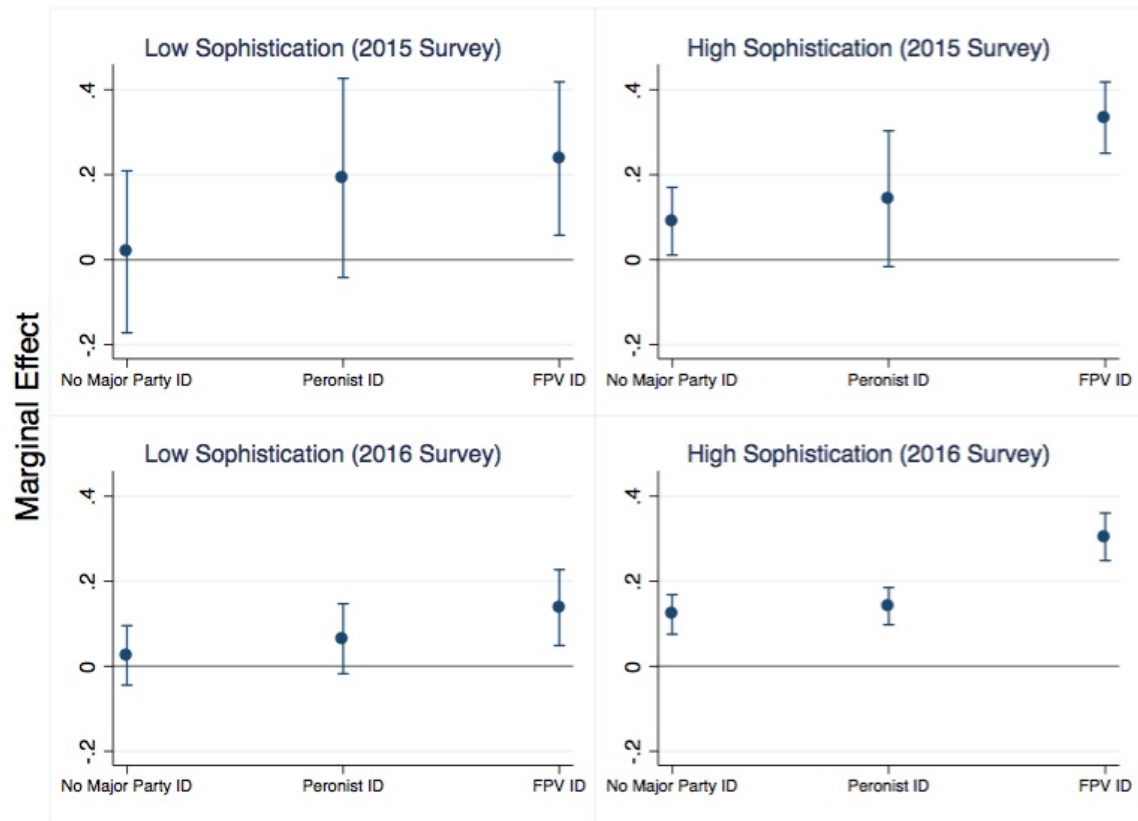 Marginal Effect
Low Sophistication (2015 Survey)
.4
.2
0
-.2
No Major Party ID Peronist ID FPV ID
High Sophistication (2015 Survey)
.4
.2
0
-.2
No Major Party ID Peronist ID FPV ID
Low Sophistication (2016 Survey)
.4
.2
0
-.2
No Major Party ID Peronist ID FPV ID
High Sophistication (2016 Survey)
.4
.2
0
-.2
No Major Party ID Peronist ID FPV ID